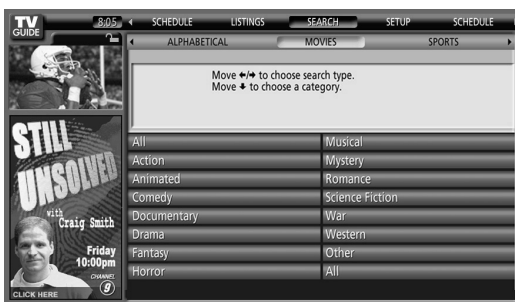 TV
GUIDE
8:05
SCHEDULE LISTINGS SEARCH SETUP SCHEDULE
ALPHABETICAL MOVIES SPORTS
Move ←/→ to choose search type.
Move ↓ to choose a category.
All Musical
Action Mystery
Animated Romance
Comedy Science Fiction
Documentary War
Drama Western
Fantasy Other
Horror All
STILL
UNSOLVED
with
Craig Smith
Friday
10:00pm
CHANNEL
9
CLICK HERE